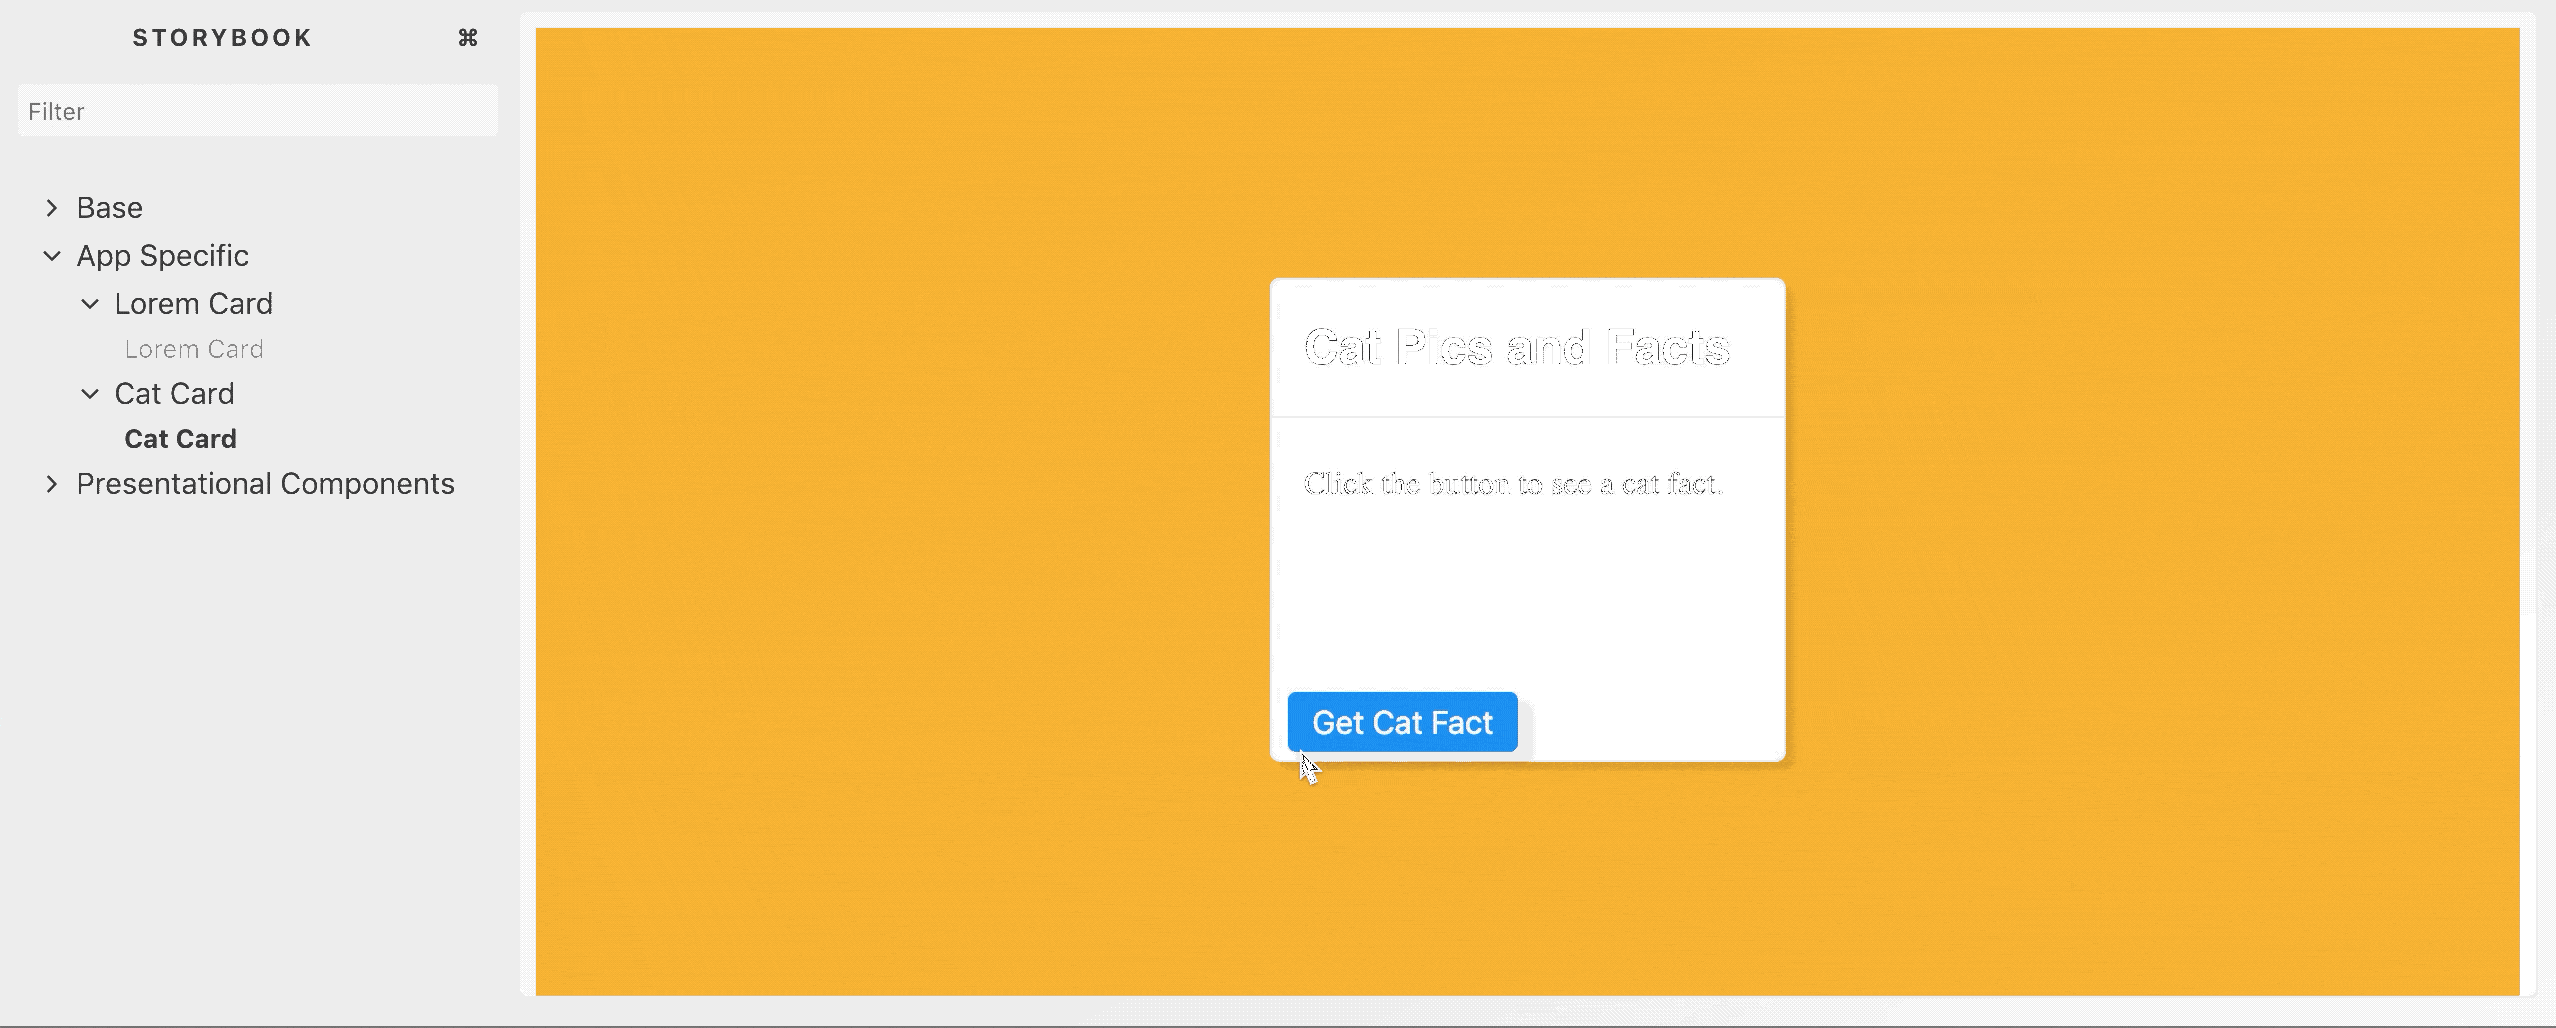 STORYBOOK ⌘
Filter
Base
App Specific
Lorem Card
Lorem Card
Cat Card
Cat Card
Presentational Components
Cat Pics and Facts
Click the button to see a cat fact.
Get Cat Fact